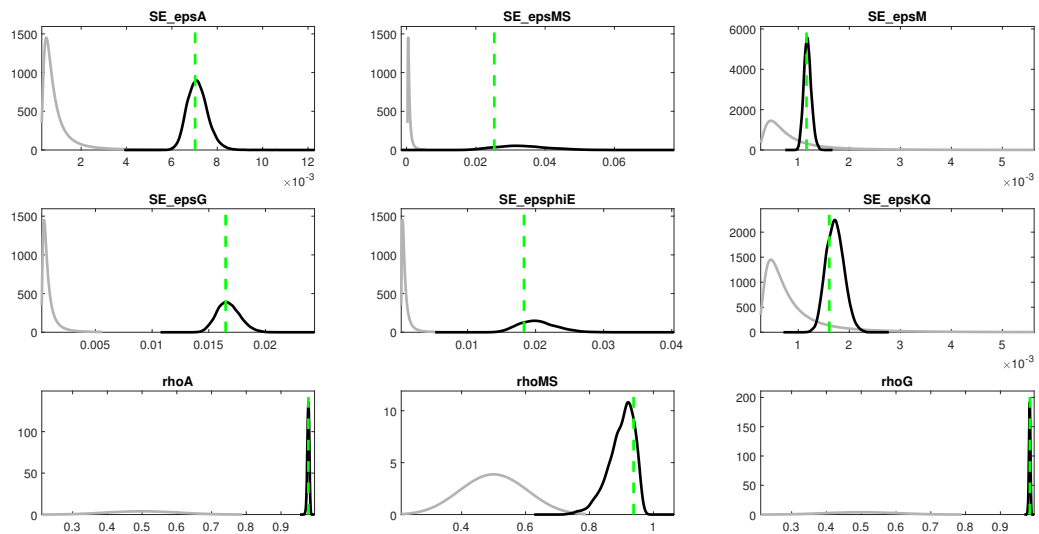 SE_epsA
1500
1000
500
0
2 4 6 8 10 12
×10⁻³
SE_epsMS
1500
1000
500
0
0 0.02 0.04 0.06
SE_epsM
6000
4000
2000
0
1 2 3 4 5
×10⁻³
SE_epsG
1500
1000
500
0
0.005 0.01 0.015 0.02
SE_epsphiE
1500
1000
500
0
0.01 0.02 0.03 0.04
SE_epsKQ
2000
1500
1000
500
0
1 2 3 4 5
×10⁻³
rhoA
100
50
0
0.3 0.4 0.5 0.6 0.7 0.8 0.9
rhoMS
10
5
0
0.4 0.6 0.8 1
rhoG
200
150
100
50
0
0.3 0.4 0.5 0.6 0.7 0.8 0.9